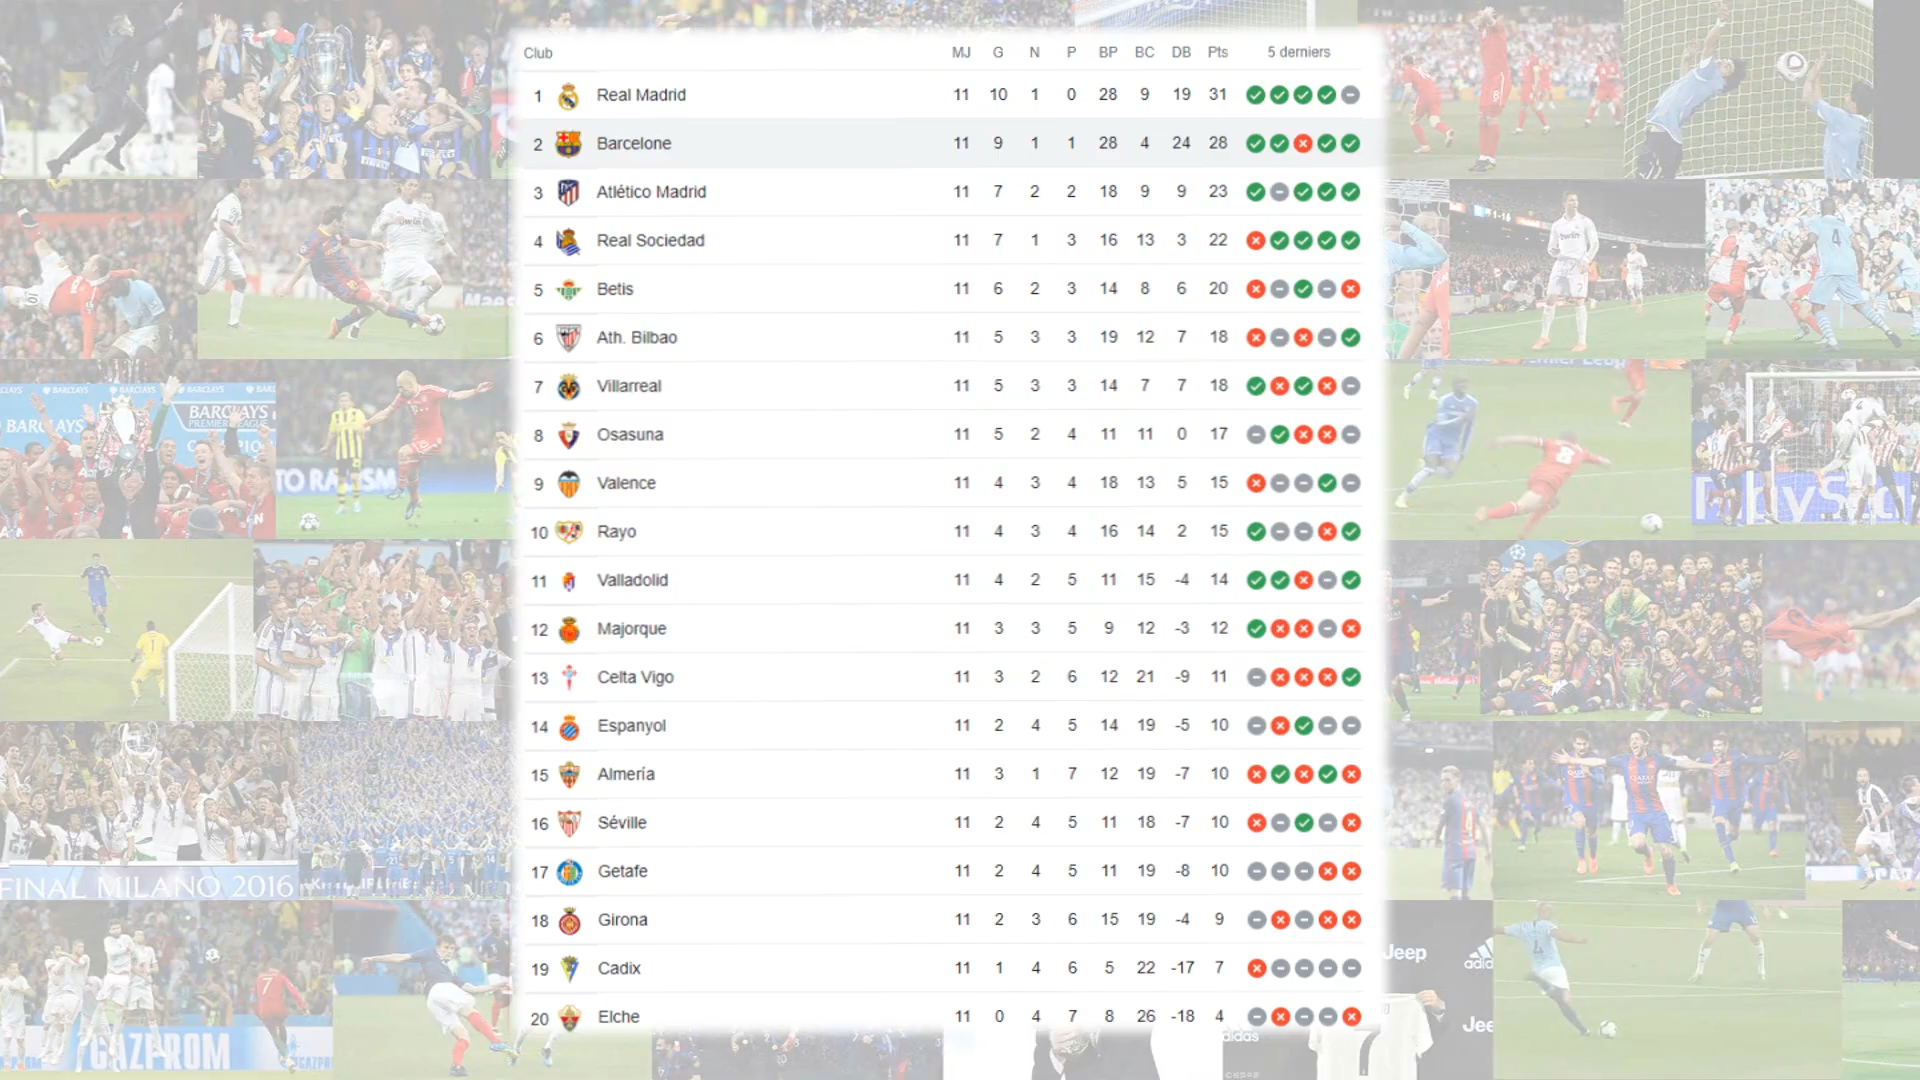 Club MJ G N P BP BC DB Pts 5 derniers
1 Real Madrid 11 10 1 0 28 9 19 31
2 Barcelone 11 9 1 1 28 4 24 28
3 Atlético Madrid 11 7 2 2 18 9 9 23
4 Real Sociedad 11 7 1 3 16 13 3 22
5 Betis 11 6 2 3 14 8 6 20
6 Ath. Bilbao 11 5 3 3 19 12 7 18
7 Villarreal 11 5 3 3 14 7 7 18
8 Osasuna 11 5 2 4 11 11 0 17
9 Valence 11 4 3 4 18 13 5 15
10 Rayo 11 4 3 4 16 14 2 15
11 Valladolid 11 4 2 5 11 15 -4 14
12 Majorque 11 3 3 5 9 12 -3 12
13 Celta Vigo 11 3 2 6 12 21 -9 11
14 Espanyol 11 2 4 5 14 19 -5 10
15 Almería 11 3 1 7 12 19 -7 10
16 Séville 11 2 4 5 11 18 -7 10
17 Getafe 11 2 4 5 11 19 -8 10
18 Girona 11 2 3 6 15 19 -4 9
19 Cadix 11 1 4 6 5 22 -17 7
20 Elche 11 0 4 7 8 26 -18 4
BARCLAYS
BARCLAYS
PREMIER LEAGUE
FINAL MILANO 2016
GAZPROM
Jeep
adidas
7